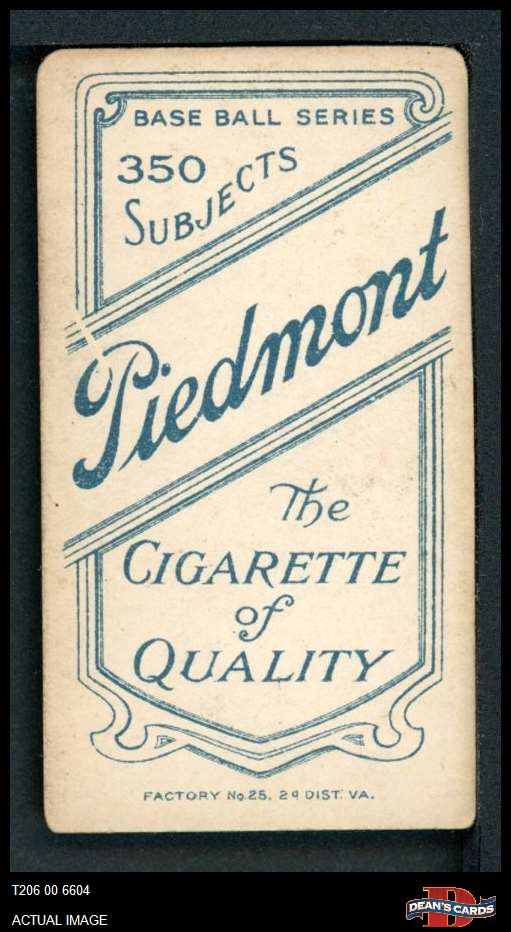 BASE BALL SERIES
350
SUBJECTS
Piedmont
The
CIGARETTE
of
QUALITY
FACTORY No. 25, 2d DIST. VA.
T206 00 6604
ACTUAL IMAGE
D
DEAN'S CARDS